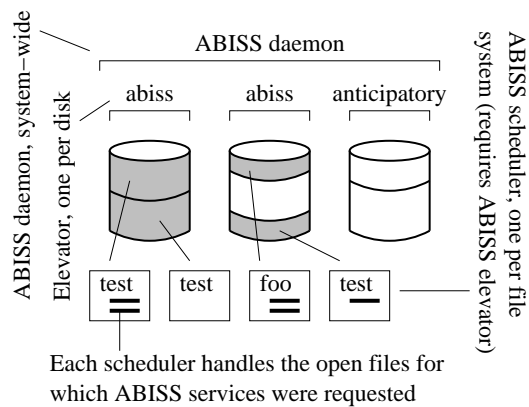 ABISS daemon
abiss abiss anticipatory
ABISS daemon, system-wide
Elevator, one per disk
ABISS scheduler, one per file
system (requires ABISS elevator)
test test foo test
Each scheduler handles the open files for
which ABISS services were requested